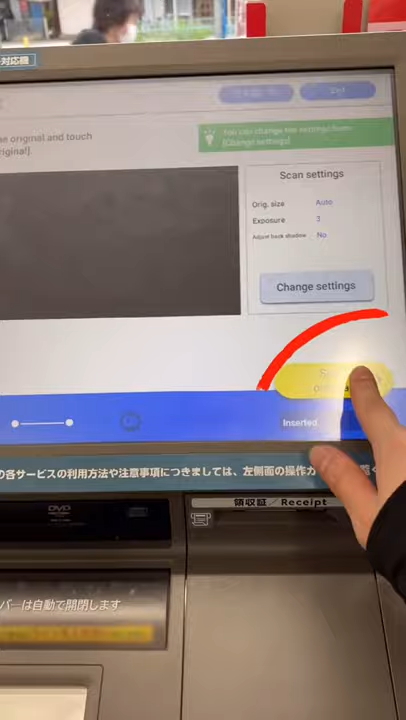 対応機
Exit
ne original and touch
riginal].
You can change the settings from
[Change settings]
Scan settings
Orig. size Auto
Exposure 3
Adjust back shadow No
Change settings
Inserted
の各サービスの利用方法や注意事項につきましては、左側面の操作ガ
DVD
領収証／Receipt
バーは自動で開閉します